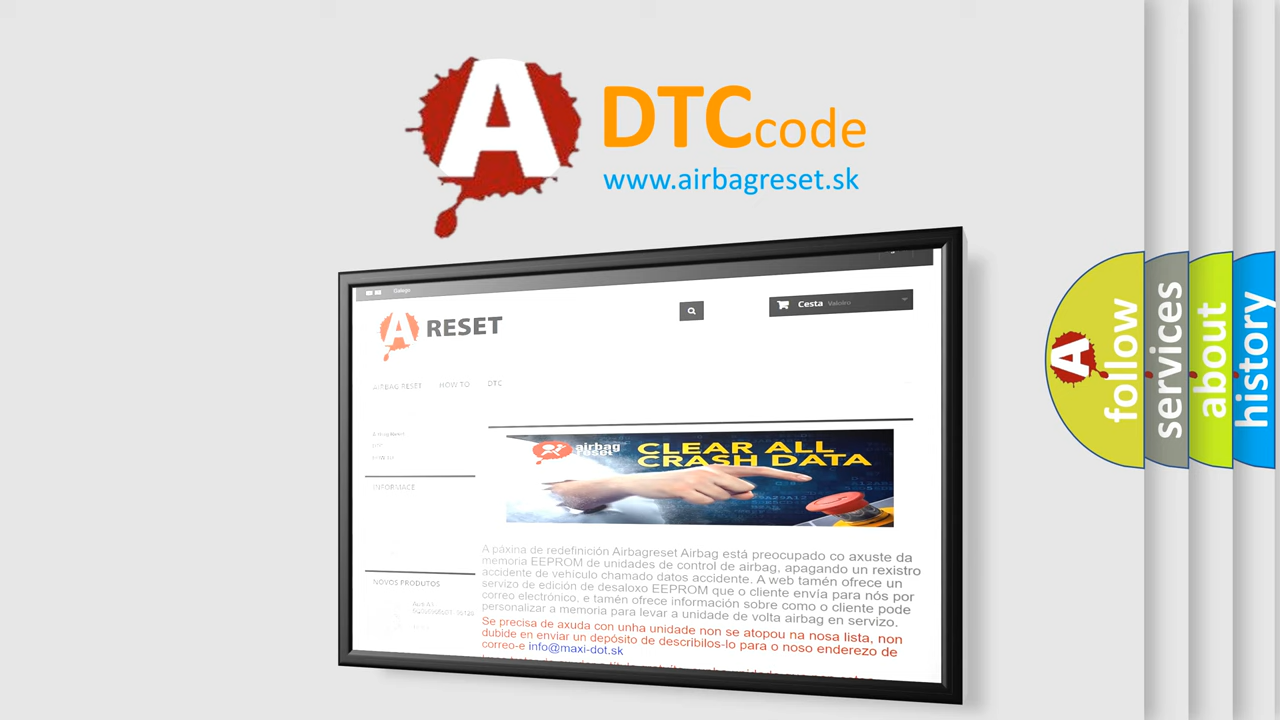 A
DTC code
www.airbagreset.sk
Galego
A RESET
Cesta Valoiro
AIRBAG RESET HOW TO DTC
INFORMACE
NOVOS PRODUTOS
airbag
reset
CLEAR ALL
CRASH DATA
A páxina de redefinición Airbagreset Airbag está preocupado co axuste da
memoria EEPROM de unidades de control de airbag, apagando un rexistro
accidente de vehículo chamado datos accidente. A web tamén ofrece un
servizo de edición de desaloxo EEPROM que o cliente envía para nós por
correo electrónico, e tamén ofrece información sobre como o cliente pode
personalizar a memoria para levar a unidade de volta airbag en servizo.
Se precisa de axuda con unha unidade non se atopou na nosa lista, non
dubide en enviar un depósito de describilos-lo para o noso enderezo de
correo-e info@maxi-dot.sk
A
follow
services
about
history